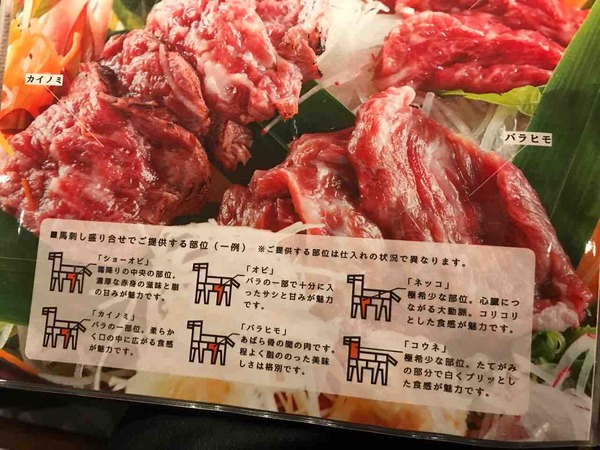 カイノミ
バラヒモ
■馬刺し盛り合せでご提供する部位(一例) ※ご提供する部位は仕入れの状況で異なります。
「ショーオビ」
霜降りの中央の部位。
濃厚な赤身の滋味と脂
の甘みが魅力です。
「オビ」
バラの一部で十分に入
ったサシと甘みが魅力
です。
「ネッコ」
極希少な部位。心臓につ
ながる大動脈。コリコリ
とした食感が魅力です。
「カイノミ」
バラの一部位。柔らか
く口の中に広がる食感
が魅力です。
「バラヒモ」
あばら骨の間の肉です。
程よく脂ののった美味
しさは格別です。
「コウネ」
極希少な部位。たてがみ
の部分で白くプリッとし
た食感が魅力です。